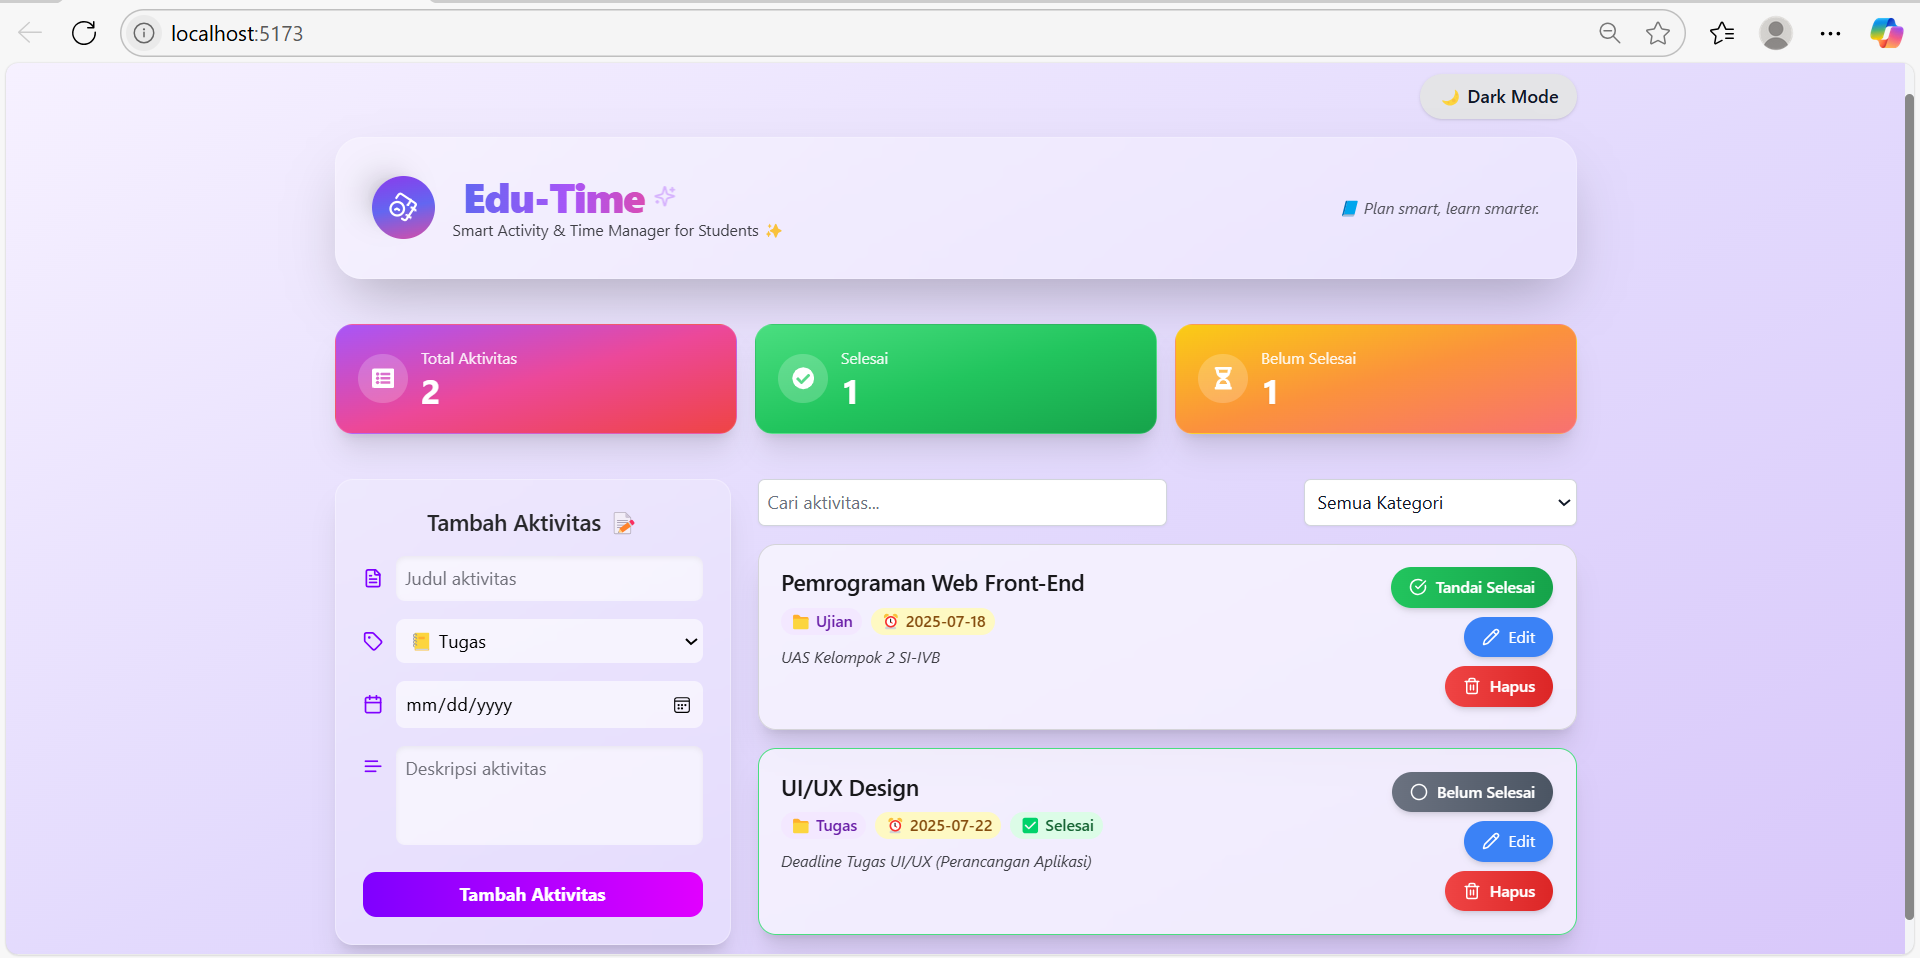 localhost:5173
🌙 Dark Mode
Edu-Time
Smart Activity & Time Manager for Students ✨
📘 Plan smart, learn smarter.
Total Aktivitas
2
Selesai
1
Belum Selesai
1
Tambah Aktivitas 📝
Judul aktivitas
📒 Tugas
mm/dd/yyyy
Deskripsi aktivitas
Tambah Aktivitas
Cari aktivitas...
Semua Kategori
Pemrograman Web Front-End
📁 Ujian
⏰ 2025-07-18
UAS Kelompok 2 SI-IVB
Tandai Selesai
Edit
Hapus
UI/UX Design
📁 Tugas
⏰ 2025-07-22
✅ Selesai
Deadline Tugas UI/UX (Perancangan Aplikasi)
Belum Selesai
Edit
Hapus